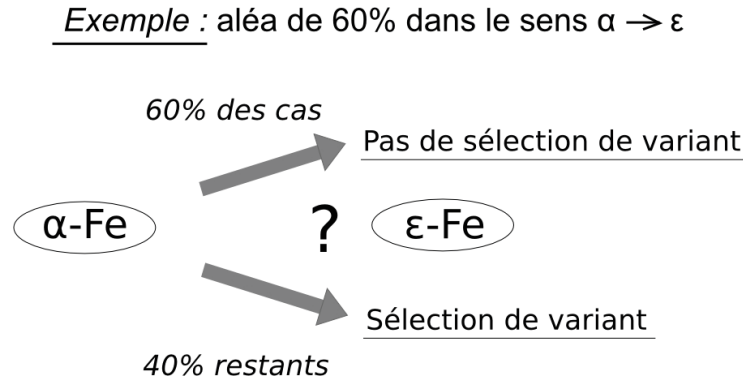 Exemple : aléa de 60% dans le sens α → ε
60% des cas
Pas de sélection de variant
α-Fe
?
ε-Fe
Sélection de variant
40% restants